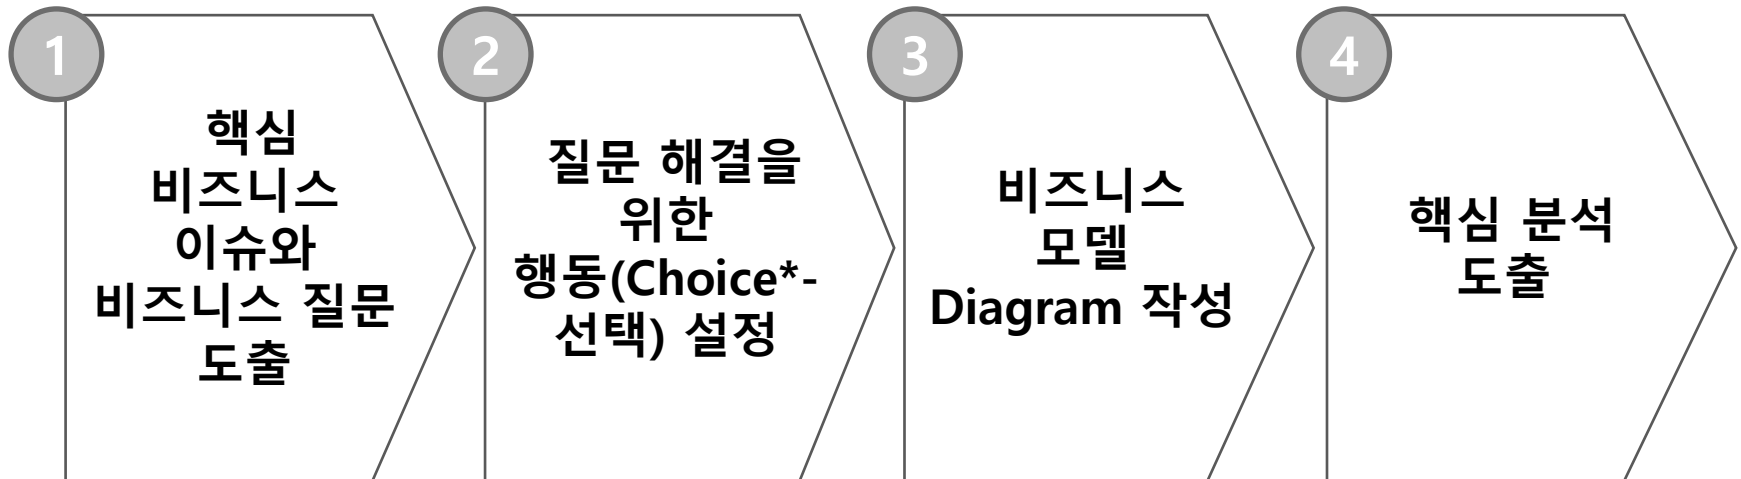 1
핵심
비즈니스
이슈와
비즈니스 질문
도출
2
질문 해결을
위한
행동(Choice*-
선택) 설정
3
비즈니스
모델
Diagram 작성
4
핵심 분석
도출